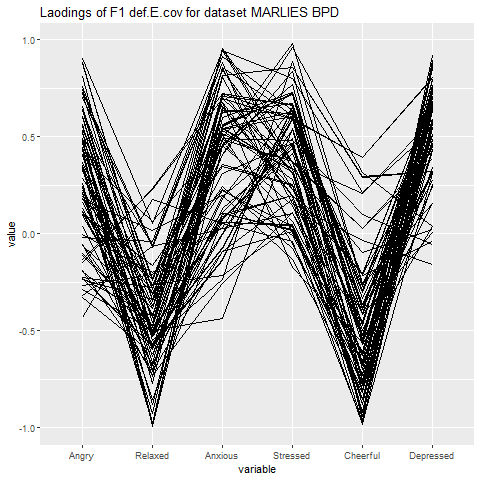 Laodings of F1 def.E.cov for dataset MARLIES BPD
1.0
0.5
0.0
-0.5
-1.0
value
Angry Relaxed Anxious Stressed Cheerful Depressed
variable